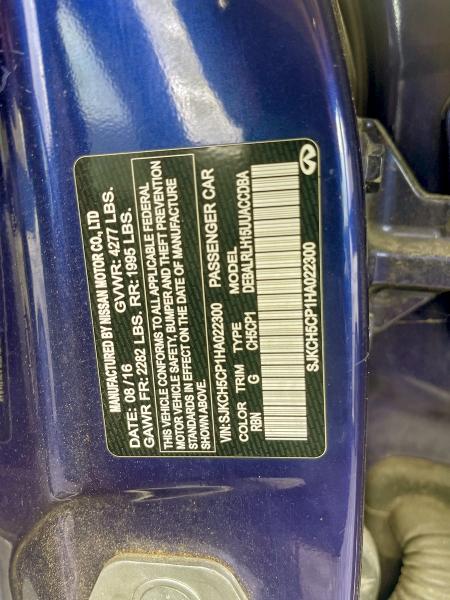 MANUFACTURED BY NISSAN MOTOR CO., LTD
DATE: 08 / 16 GVWR: 4277 LBS.
GAWR FR: 2282 LBS. RR: 1995 LBS.
THIS VEHICLE CONFORMS TO ALL APPLICABLE FEDERAL
MOTOR VEHICLE SAFETY, BUMPER AND THEFT PREVENTION
STANDARDS IN EFFECT ON THE DATE OF MANUFACTURE
SHOWN ABOVE.
VIN: SJKCH5CP1HA022300 PASSENGER CAR
COLOR TRIM TYPE MODEL
RBN G CH5CP1 DEBALRLH15UUACCDBA
SJKCH5CP1HA022300